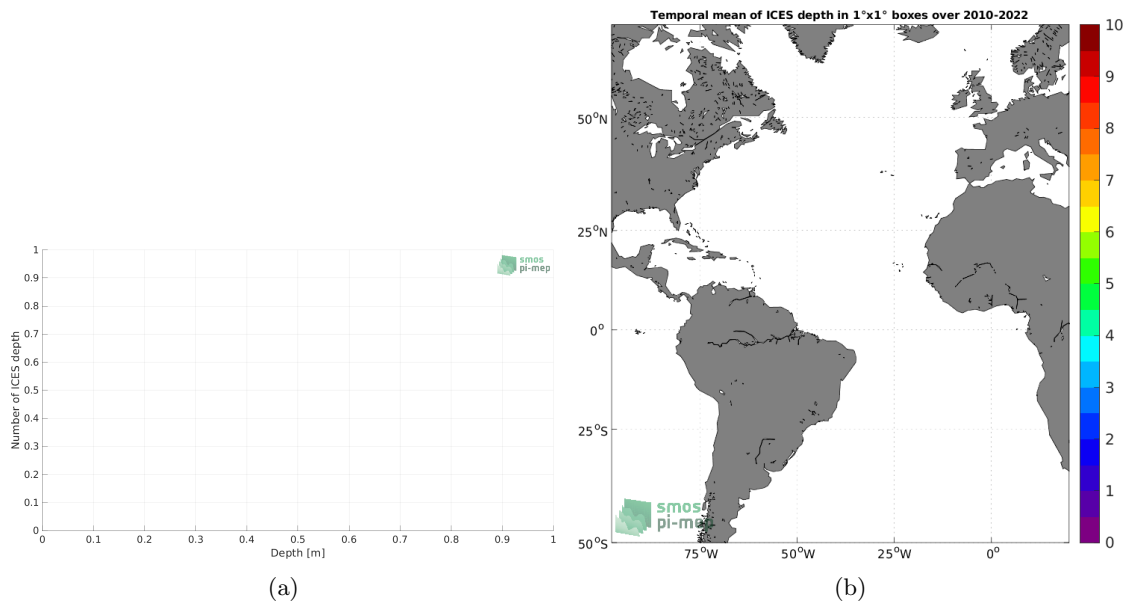 Temporal mean of ICES depth in 1°x1° boxes over 2010-2022
Number of ICES depth
1
0.9
0.8
0.7
0.6
0.5
0.4
0.3
0.2
0.1
0
0 0.1 0.2 0.3 0.4 0.5 0.6 0.7 0.8 0.9 1
Depth [m]
smos
pi-mep
(a)
50°N
25°N
0°
25°S
50°S
75°W 50°W 25°W 0°
smos
pi-mep
10
9
8
7
6
5
4
3
2
1
0
(b)